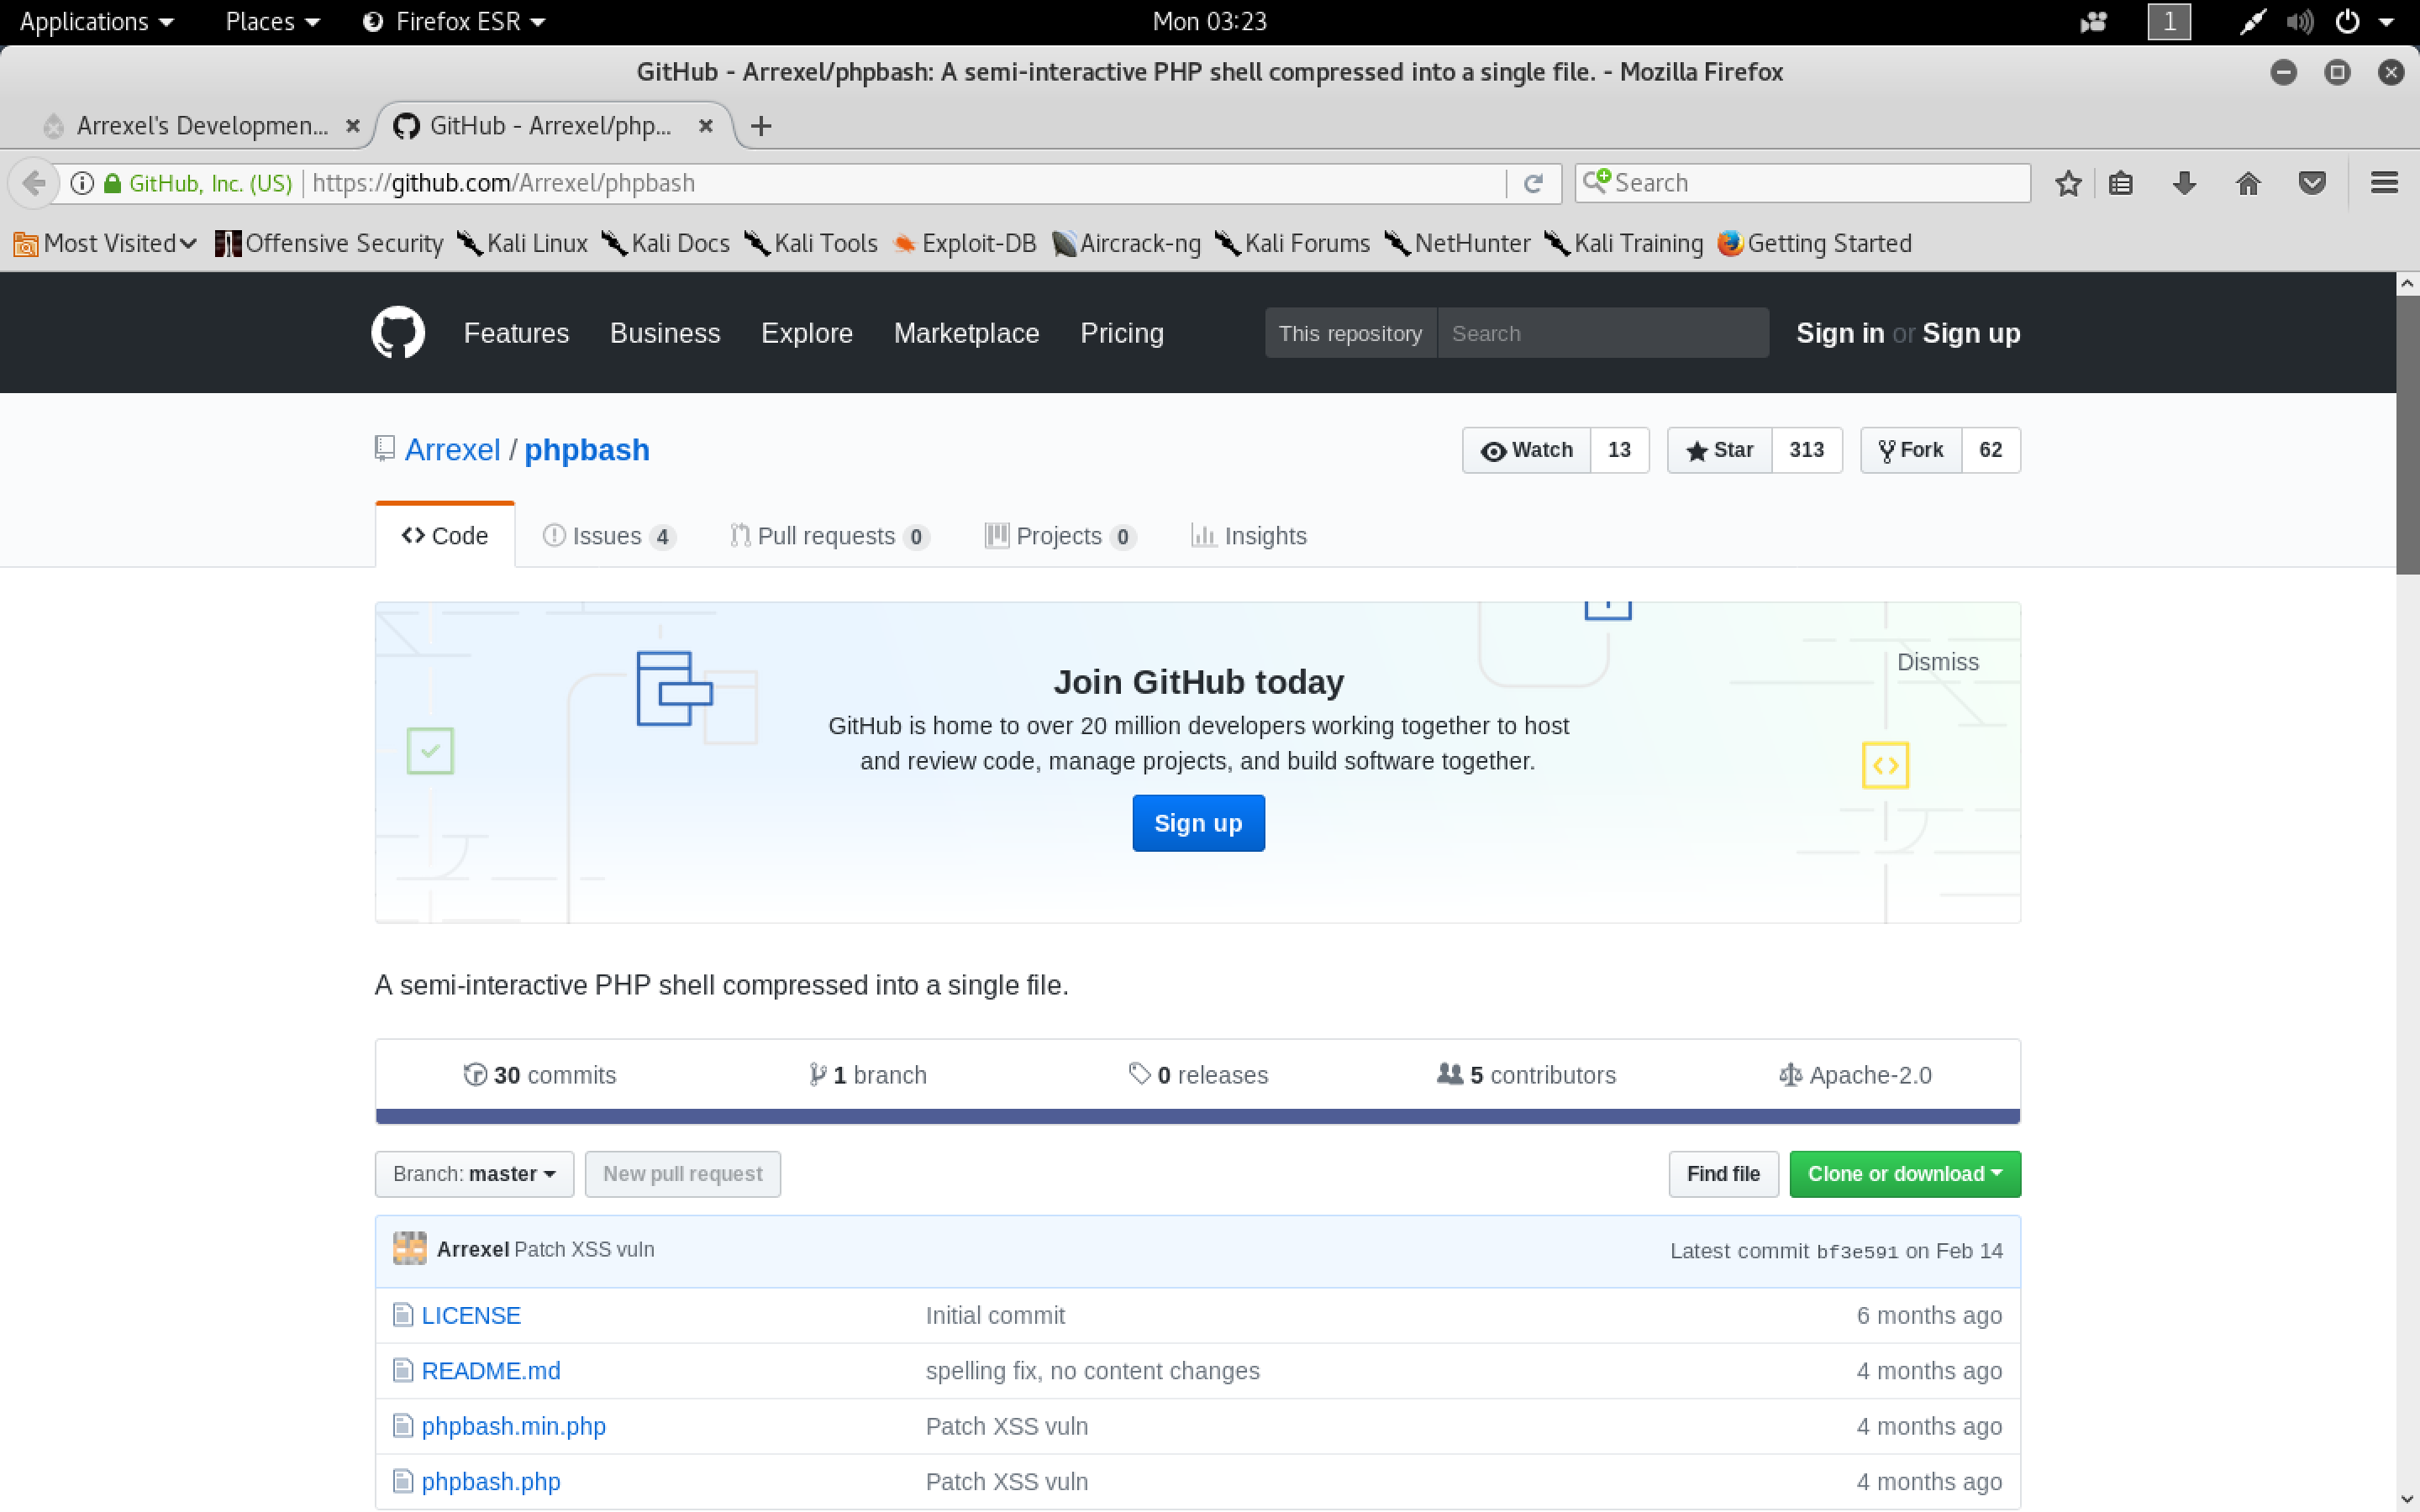 Applications Places Firefox ESR Mon 03:23 1
GitHub - Arrexel/phpbash: A semi-interactive PHP shell compressed into a single file. - Mozilla Firefox
Arrexel's Developmen... GitHub - Arrexel/php...
GitHub, Inc. (US) https://github.com/Arrexel/phpbash Search
Most Visited Offensive Security Kali Linux Kali Docs Kali Tools Exploit-DB Aircrack-ng Kali Forums NetHunter Kali Training Getting Started
Features Business Explore Marketplace Pricing This repository Search Sign in or Sign up
Arrexel / phpbash Watch 13 Star 313 Fork 62
Code Issues 4 Pull requests 0 Projects 0 Insights
Dismiss
Join GitHub today
GitHub is home to over 20 million developers working together to host
and review code, manage projects, and build software together.
Sign up
A semi-interactive PHP shell compressed into a single file.
30 commits 1 branch 0 releases 5 contributors Apache-2.0
Branch: master New pull request Find file Clone or download
Arrexel Patch XSS vuln Latest commit bf3e591 on Feb 14
LICENSE Initial commit 6 months ago
README.md spelling fix, no content changes 4 months ago
phpbash.min.php Patch XSS vuln 4 months ago
phpbash.php Patch XSS vuln 4 months ago